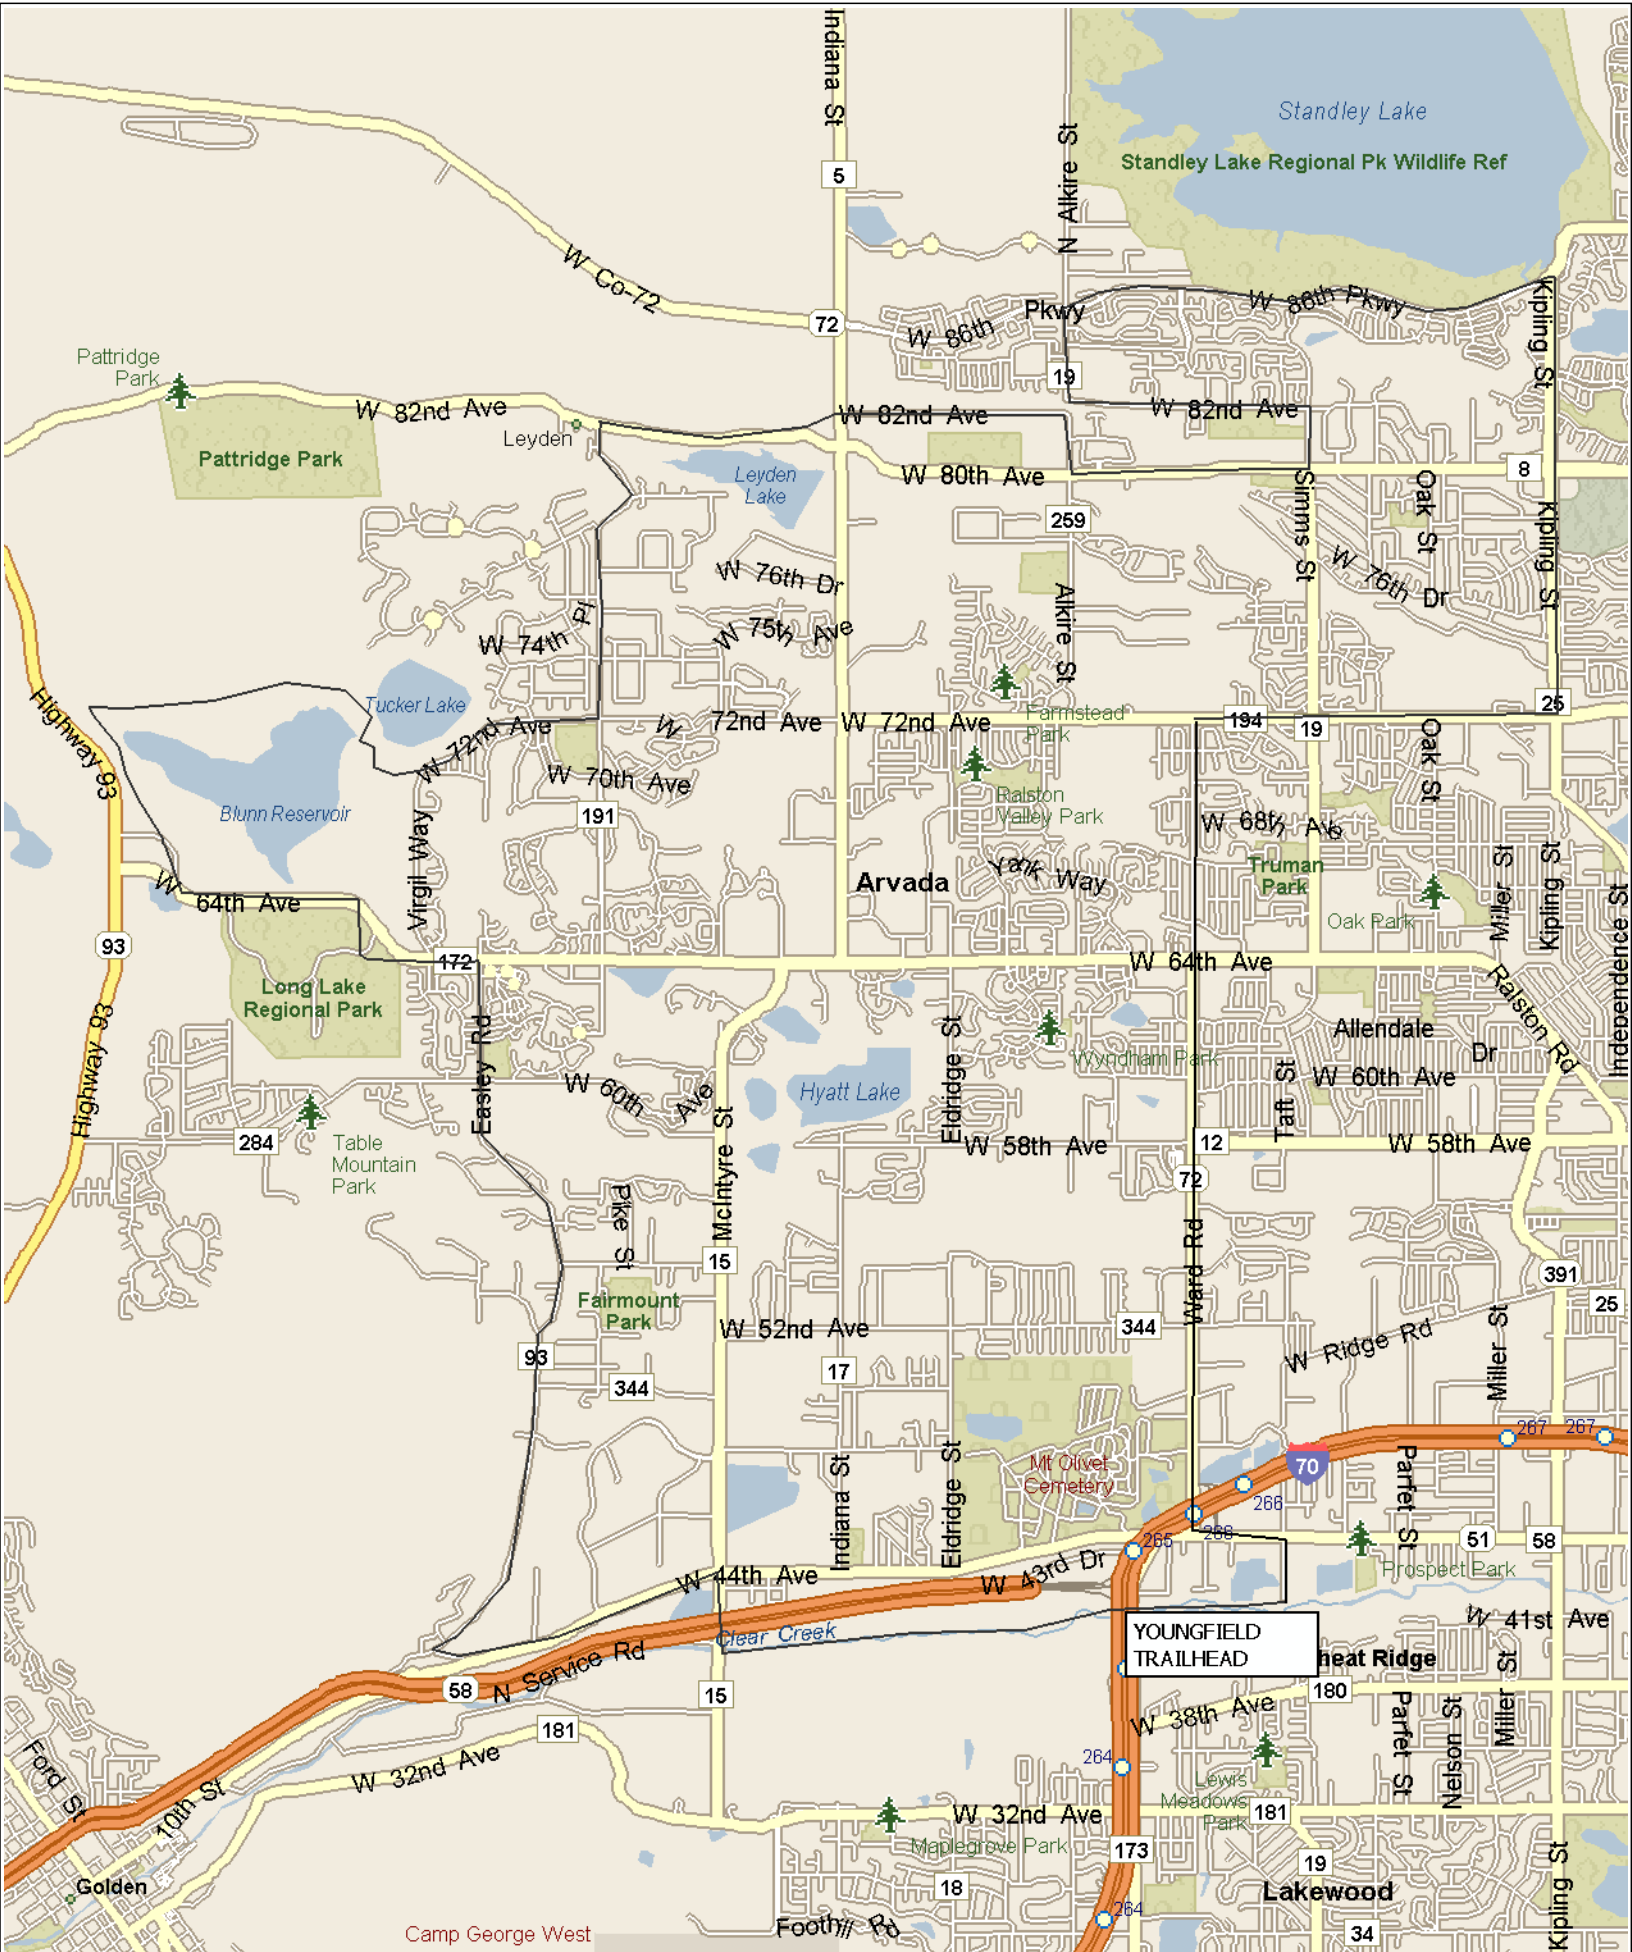 Indiana St
Standley Lake
Standley Lake Regional Pk Wildlife Ref
N Alkire St
5
W Co-72
72
W 86th
Pkwy
W 86th Pkwy
Kipling St
Pattridge
Park
19
W 82nd Ave
W 82nd Ave
W 82nd Ave
Leyden
Pattridge Park
Leyden
Lake
W 80th Ave
8
Simms St
Oak St
Kipling St
259
W 76th Dr
W 76th Dr
Alkire St
W 74th Pl
W 75th Ave
Highway 93
Tucker Lake
W 72nd Ave
W 72nd Ave
W 72nd Ave
Farmstead
Park
194
19
25
Oak St
W 70th Ave
Ralston
Valley Park
Blunn Reservoir
191
Virgil Way
W 68th Ave
Truman
Park
Yank Way
Arvada
Miller St
Kipling St
Independence St
W 64th Ave
Oak Park
93
172
W 64th Ave
Long Lake
Regional Park
Ralston Rd
Highway 93
Easley Rd
Eldridge St
Allendale Dr
Wyndham Park
Taft St
W 60th Ave
W 60th Ave
Hyatt Lake
McIntyre St
284
Table
Mountain
Park
W 58th Ave
12
W 58th Ave
72
Pike St
15
Ward Rd
391
25
Fairmount
Park
W 52nd Ave
344
W Ridge Rd
Miller St
93
17
344
267
267
Indiana St
Eldridge St
Mt Olivet
Cemetery
70
266
Parfet St
265
266
51
58
W 44th Ave
W 43rd Dr
Prospect Park
Clear Creek
YOUNGFIELD
TRAILHEAD
W 41st Ave
heat Ridge
N Service Rd
58
15
180
181
W 38th Ave
Parfet St
Nelson St
Miller St
Ford St
10th St
W 32nd Ave
264
Lewis
Meadows
Park
181
W 32nd Ave
Maplegrove Park
173
19
Kipling St
Golden
18
Lakewood
264
Camp George West
Foothill Rd
34